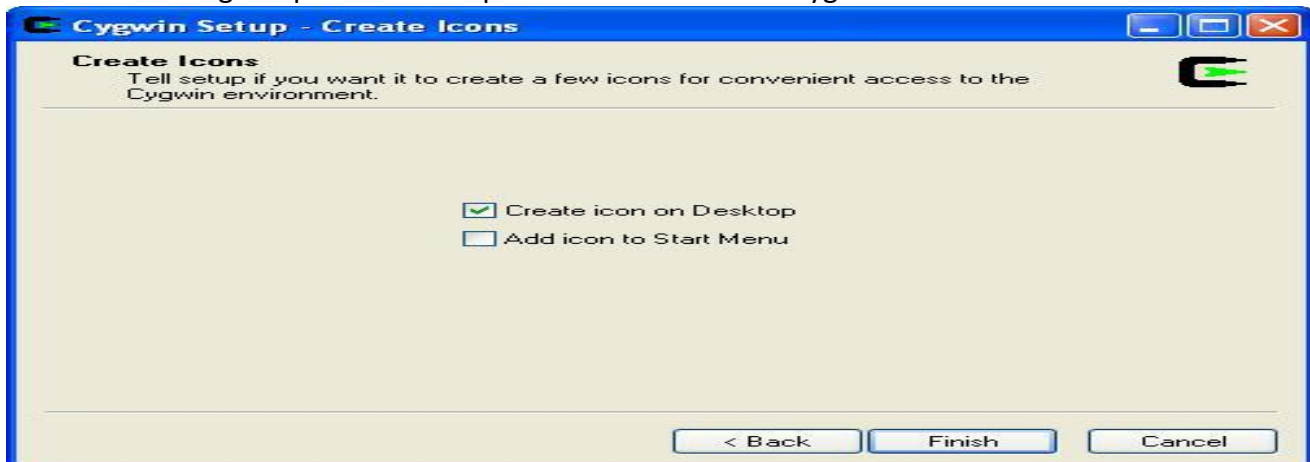 Cygwin Setup - Create Icons
Create Icons
Tell setup if you want it to create a few icons for convenient access to the
Cygwin environment.
Create icon on Desktop
Add icon to Start Menu
< Back Finish Cancel